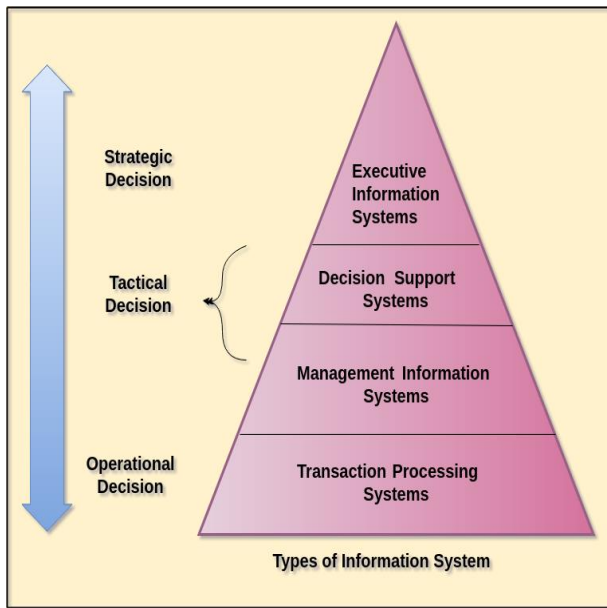 Strategic
Decision
Executive
Information
Systems
Tactical
Decision
Decision Support
Systems
Management Information
Systems
Operational
Decision
Transaction Processing
Systems
Types of Information System